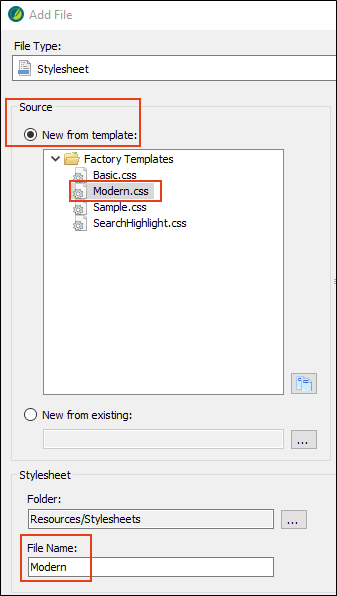 Add File
File Type:
Stylesheet
Source
New from template:
Factory Templates
Basic.css
Modern.css
Sample.css
SearchHighlight.css
New from existing:
...
Stylesheet
Folder:
Resources/Stylesheets
...
File Name:
Modern